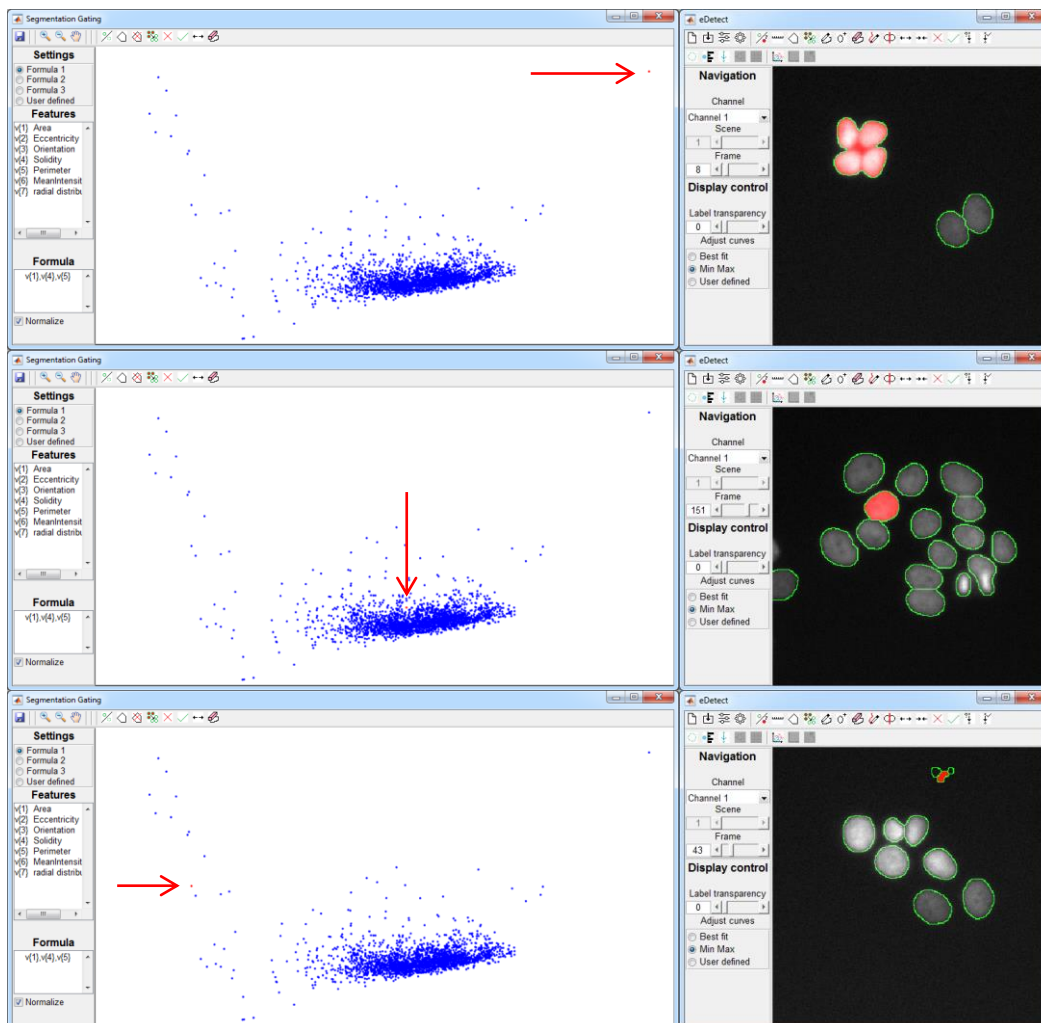 Segmentation Gating
Settings
Formula 1
Formula 2
Formula 3
User defined
Features
v{1} Area
v{2} Eccentricity
v{3} Orientation
v{4} Solidity
v{5} Perimeter
v{6} MeanIntensit
v{7} radial distribu
Formula
v{1},v{4},v{5}
Normalize
eDetect
Navigation
Channel
Channel 1
Scene
1
Frame
8
Display control
Label transparency
0
Adjust curves
Best fit
Min Max
User defined
Segmentation Gating
Settings
Formula 1
Formula 2
Formula 3
User defined
Features
v{1} Area
v{2} Eccentricity
v{3} Orientation
v{4} Solidity
v{5} Perimeter
v{6} MeanIntensit
v{7} radial distribu
Formula
v{1},v{4},v{5}
Normalize
eDetect
Navigation
Channel
Channel 1
Scene
1
Frame
151
Display control
Label transparency
0
Adjust curves
Best fit
Min Max
User defined
Segmentation Gating
Settings
Formula 1
Formula 2
Formula 3
User defined
Features
v{1} Area
v{2} Eccentricity
v{3} Orientation
v{4} Solidity
v{5} Perimeter
v{6} MeanIntensit
v{7} radial distribu
Formula
v{1},v{4},v{5}
Normalize
eDetect
Navigation
Channel
Channel 1
Scene
1
Frame
43
Display control
Label transparency
0
Adjust curves
Best fit
Min Max
User defined